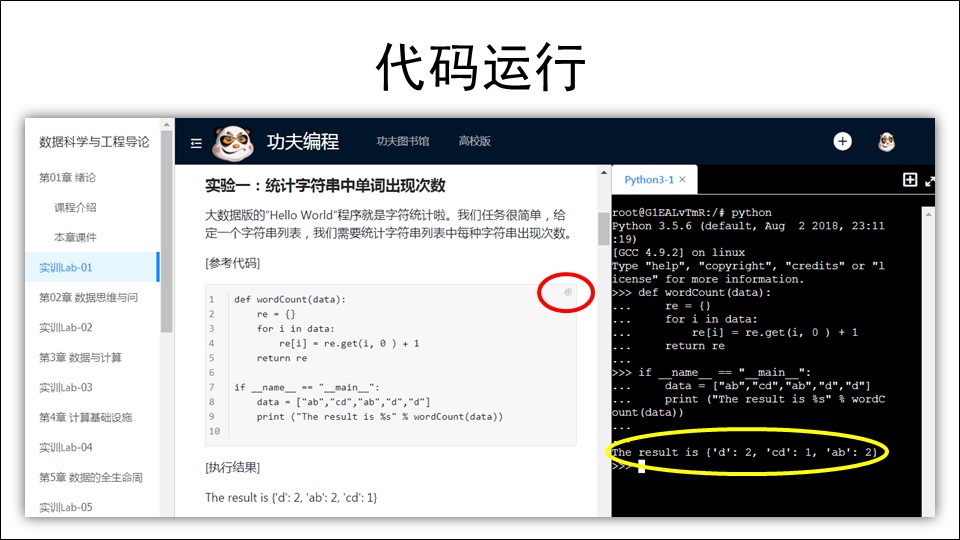 代码运行
数据科学与工程导论
第01章 绪论
课程介绍
本章课件
实训Lab-01
第02章 数据思维与问
实训Lab-02
第3章 数据与计算
实训Lab-03
第4章 计算基础设施
实训Lab-04
第5章 数据的全生命周
实训Lab-05
功夫编程
功夫图书馆
高校版
实验一：统计字符串中单词出现次数
大数据版的"Hello World"程序就是字符统计啦。我们任务很简单，给
定一个字符串列表，我们需要统计字符串列表中每种字符串出现次数。
[参考代码]
1 def wordCount(data):
2 re = {}
3 for i in data:
4 re[i] = re.get(i, 0 ) + 1
5 return re
6
7 if __name__ == "__main__":
8 data = ["ab","cd","ab","d","d"]
9 print ("The result is %s" % wordCount(data))
10
[执行结果]
The result is {'d': 2, 'ab': 2, 'cd': 1}
Python3-1
root@G1EALvTmR:/# python
Python 3.5.6 (default, Aug  2 2018, 23:11
:19)
[GCC 4.9.2] on linux
Type "help", "copyright", "credits" or "l
icense" for more information.
>>> def wordCount(data):
...     re = {}
...     for i in data:
...         re[i] = re.get(i, 0 ) + 1
...     return re
...
>>> if __name__ == "__main__":
...     data = ["ab","cd","ab","d","d"]
...     print ("The result is %s" % wordC
ount(data))
...
The result is {'d': 2, 'cd': 1, 'ab': 2}
>>>